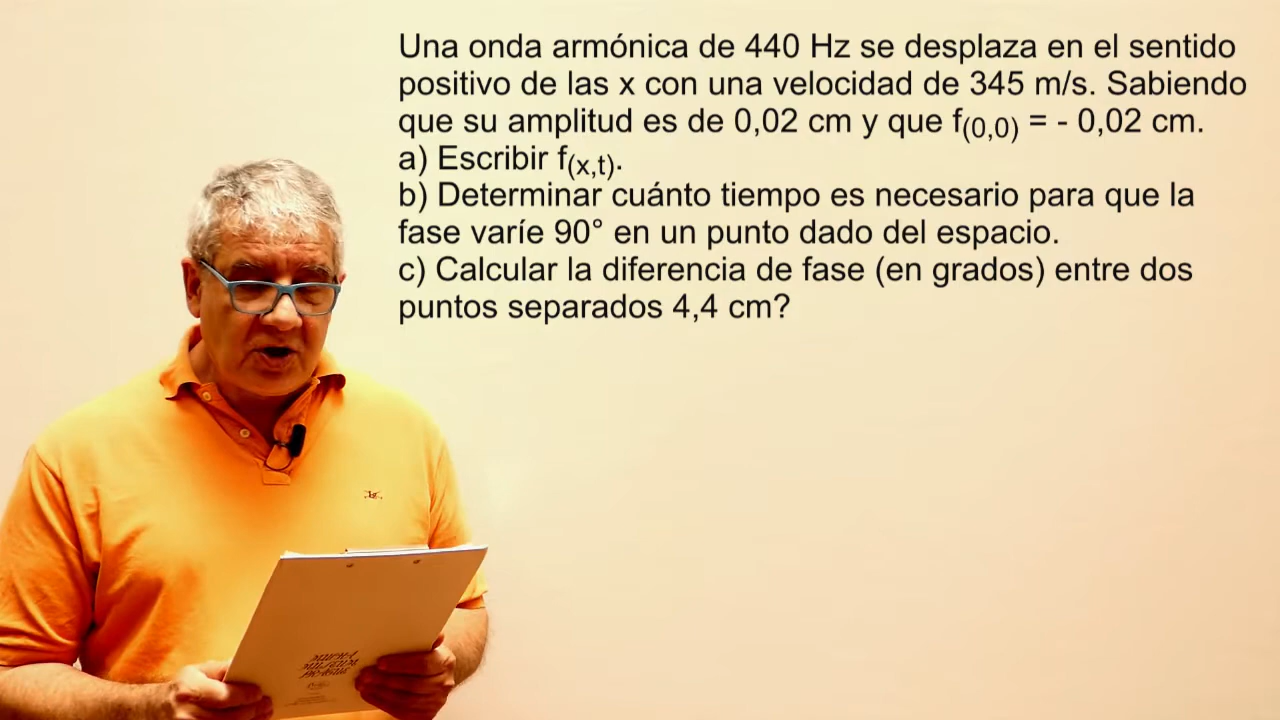 Una onda armónica de 440 Hz se desplaza en el sentido
positivo de las x con una velocidad de 345 m/s. Sabiendo
que su amplitud es de 0,02 cm y que f(0,0) = - 0,02 cm.
a) Escribir f(x,t).
b) Determinar cuánto tiempo es necesario para que la
fase varíe 90° en un punto dado del espacio.
c) Calcular la diferencia de fase (en grados) entre dos
puntos separados 4,4 cm?